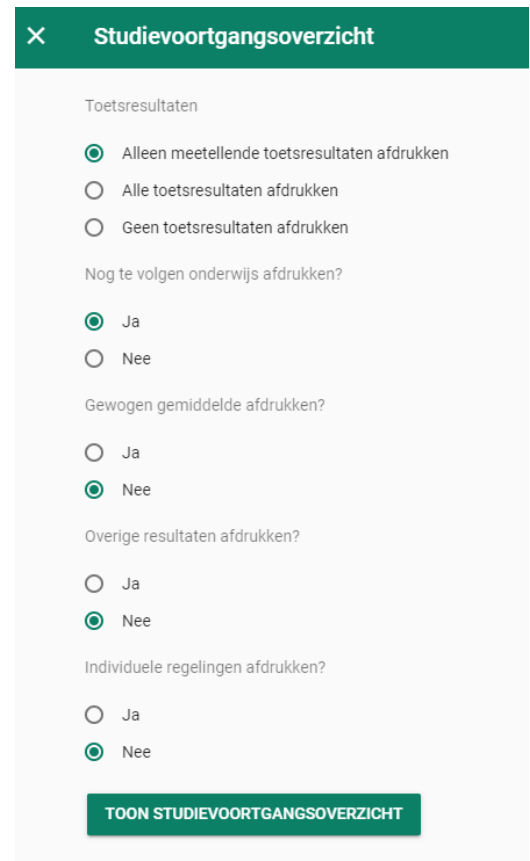 Studievoortgangsoverzicht
Toetsresultaten
Alleen meetellende toetsresultaten afdrukken
Alle toetsresultaten afdrukken
Geen toetsresultaten afdrukken
Nog te volgen onderwijs afdrukken?
Ja
Nee
Gewogen gemiddelde afdrukken?
Ja
Nee
Overige resultaten afdrukken?
Ja
Nee
Individuele regelingen afdrukken?
Ja
Nee
TOON STUDIEVOORTGANGSOVERZICHT